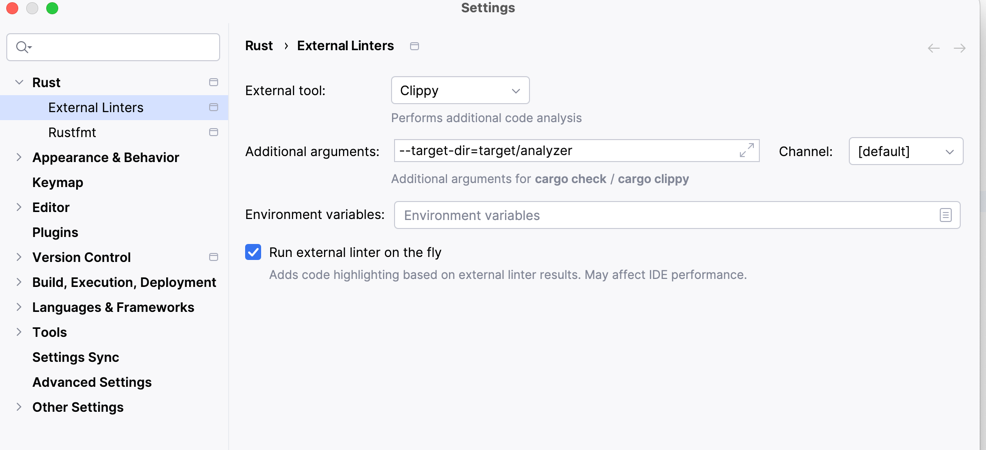 Settings
Rust › External Linters
Rust
External Linters
Rustfmt
Appearance & Behavior
Keymap
Editor
Plugins
Version Control
Build, Execution, Deployment
Languages & Frameworks
Tools
Settings Sync
Advanced Settings
Other Settings
External tool: Clippy
Performs additional code analysis
Additional arguments: --target-dir=target/analyzer Channel: [default]
Additional arguments for cargo check / cargo clippy
Environment variables: Environment variables
Run external linter on the fly
Adds code highlighting based on external linter results. May affect IDE performance.